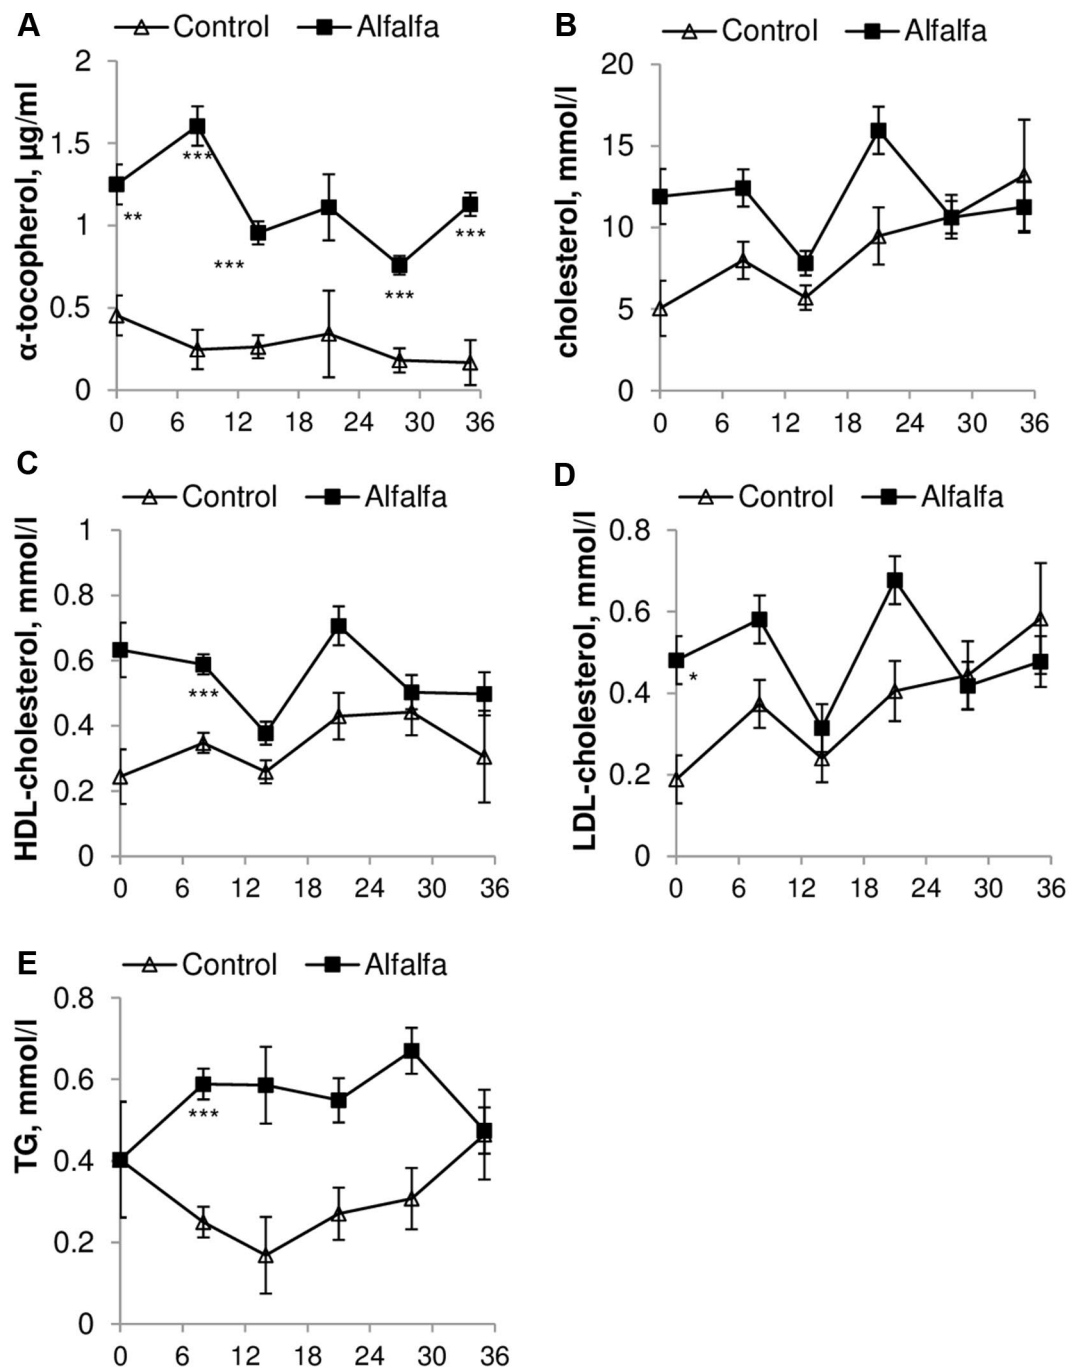 A
Control Alfalfa
α-tocopherol, µg/ml
2
1.5
1
0.5
0
0 6 12 18 24 30 36
**
***
***
***
***
B
Control Alfalfa
cholesterol, mmol/l
20
15
10
5
0
0 6 12 18 24 30 36
C
Control Alfalfa
HDL-cholesterol, mmol/l
1
0.8
0.6
0.4
0.2
0
0 6 12 18 24 30 36
***
D
Control Alfalfa
LDL-cholesterol, mmol/l
0.8
0.6
0.4
0.2
0
0 6 12 18 24 30 36
*
E
Control Alfalfa
TG, mmol/l
0.8
0.6
0.4
0.2
0
0 6 12 18 24 30 36
***